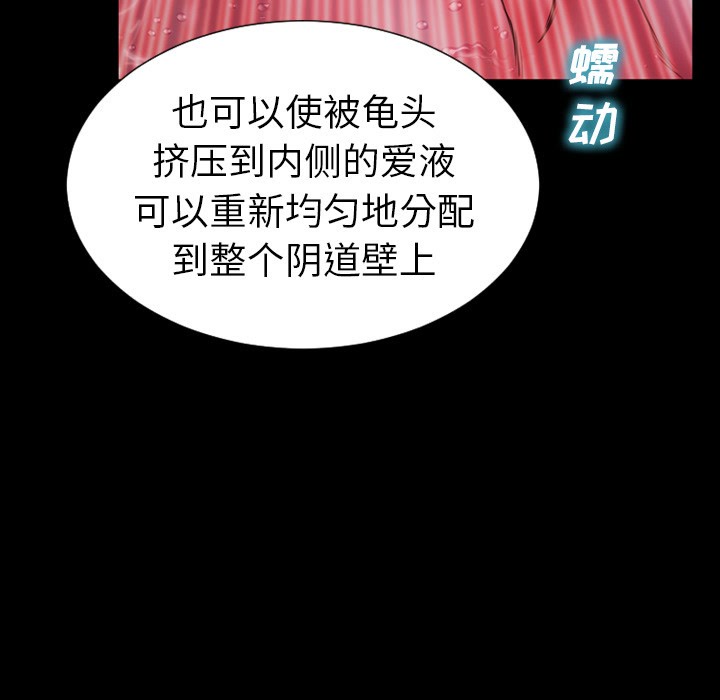 蠕动
也可以使被龟头
挤压到内侧的爱液
可以重新均匀地分配
到整个阴道壁上